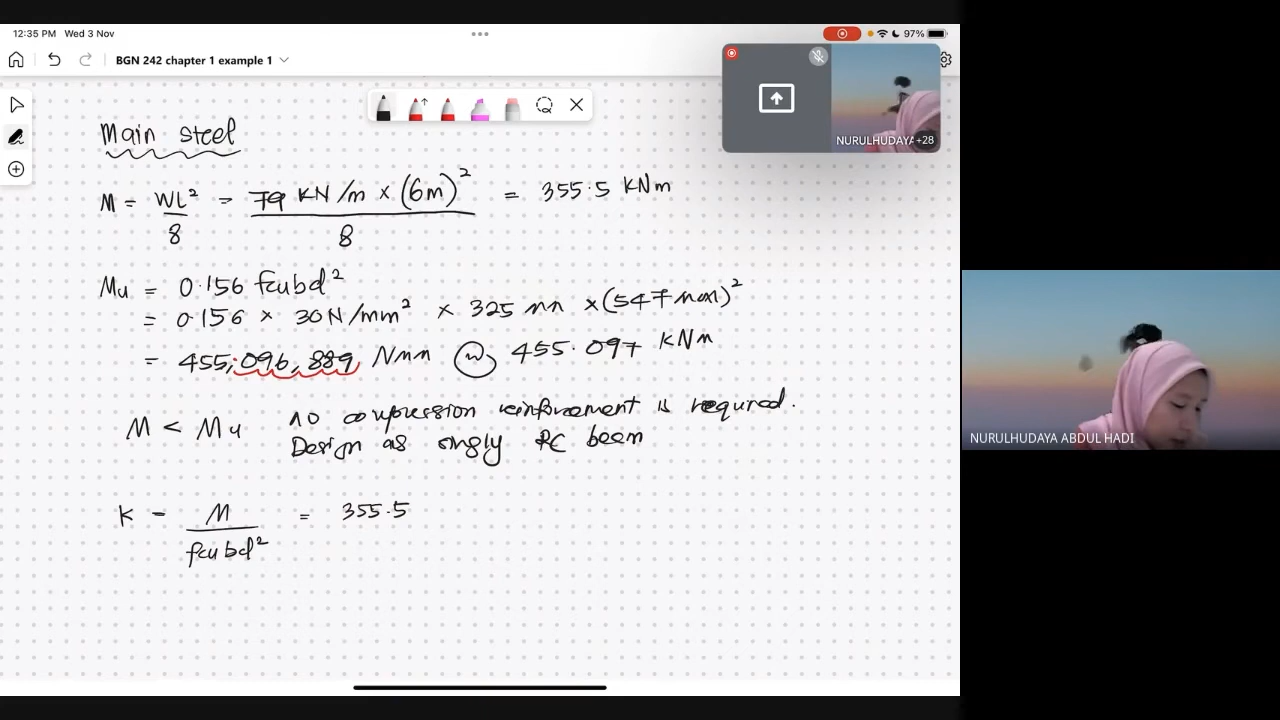 12:35 PM Wed 3 Nov
97%
BGN 242 chapter 1 example 1
NURULHUDAYA +28
Main steel
M = WL² / 8 = 79 KN/m × (6m)² / 8 = 355.5 KNm
Mu = 0.156 fcubd²
= 0.156 × 30N/mm² × 325 mm × (547mm)²
= 455,096,889 Nmm @ 455.097 KNm
M < Mu no compression reinforcement is required.
Design as singly RC beam
K = M / fcubd² = 355.5
NURULHUDAYA ABDUL HADI